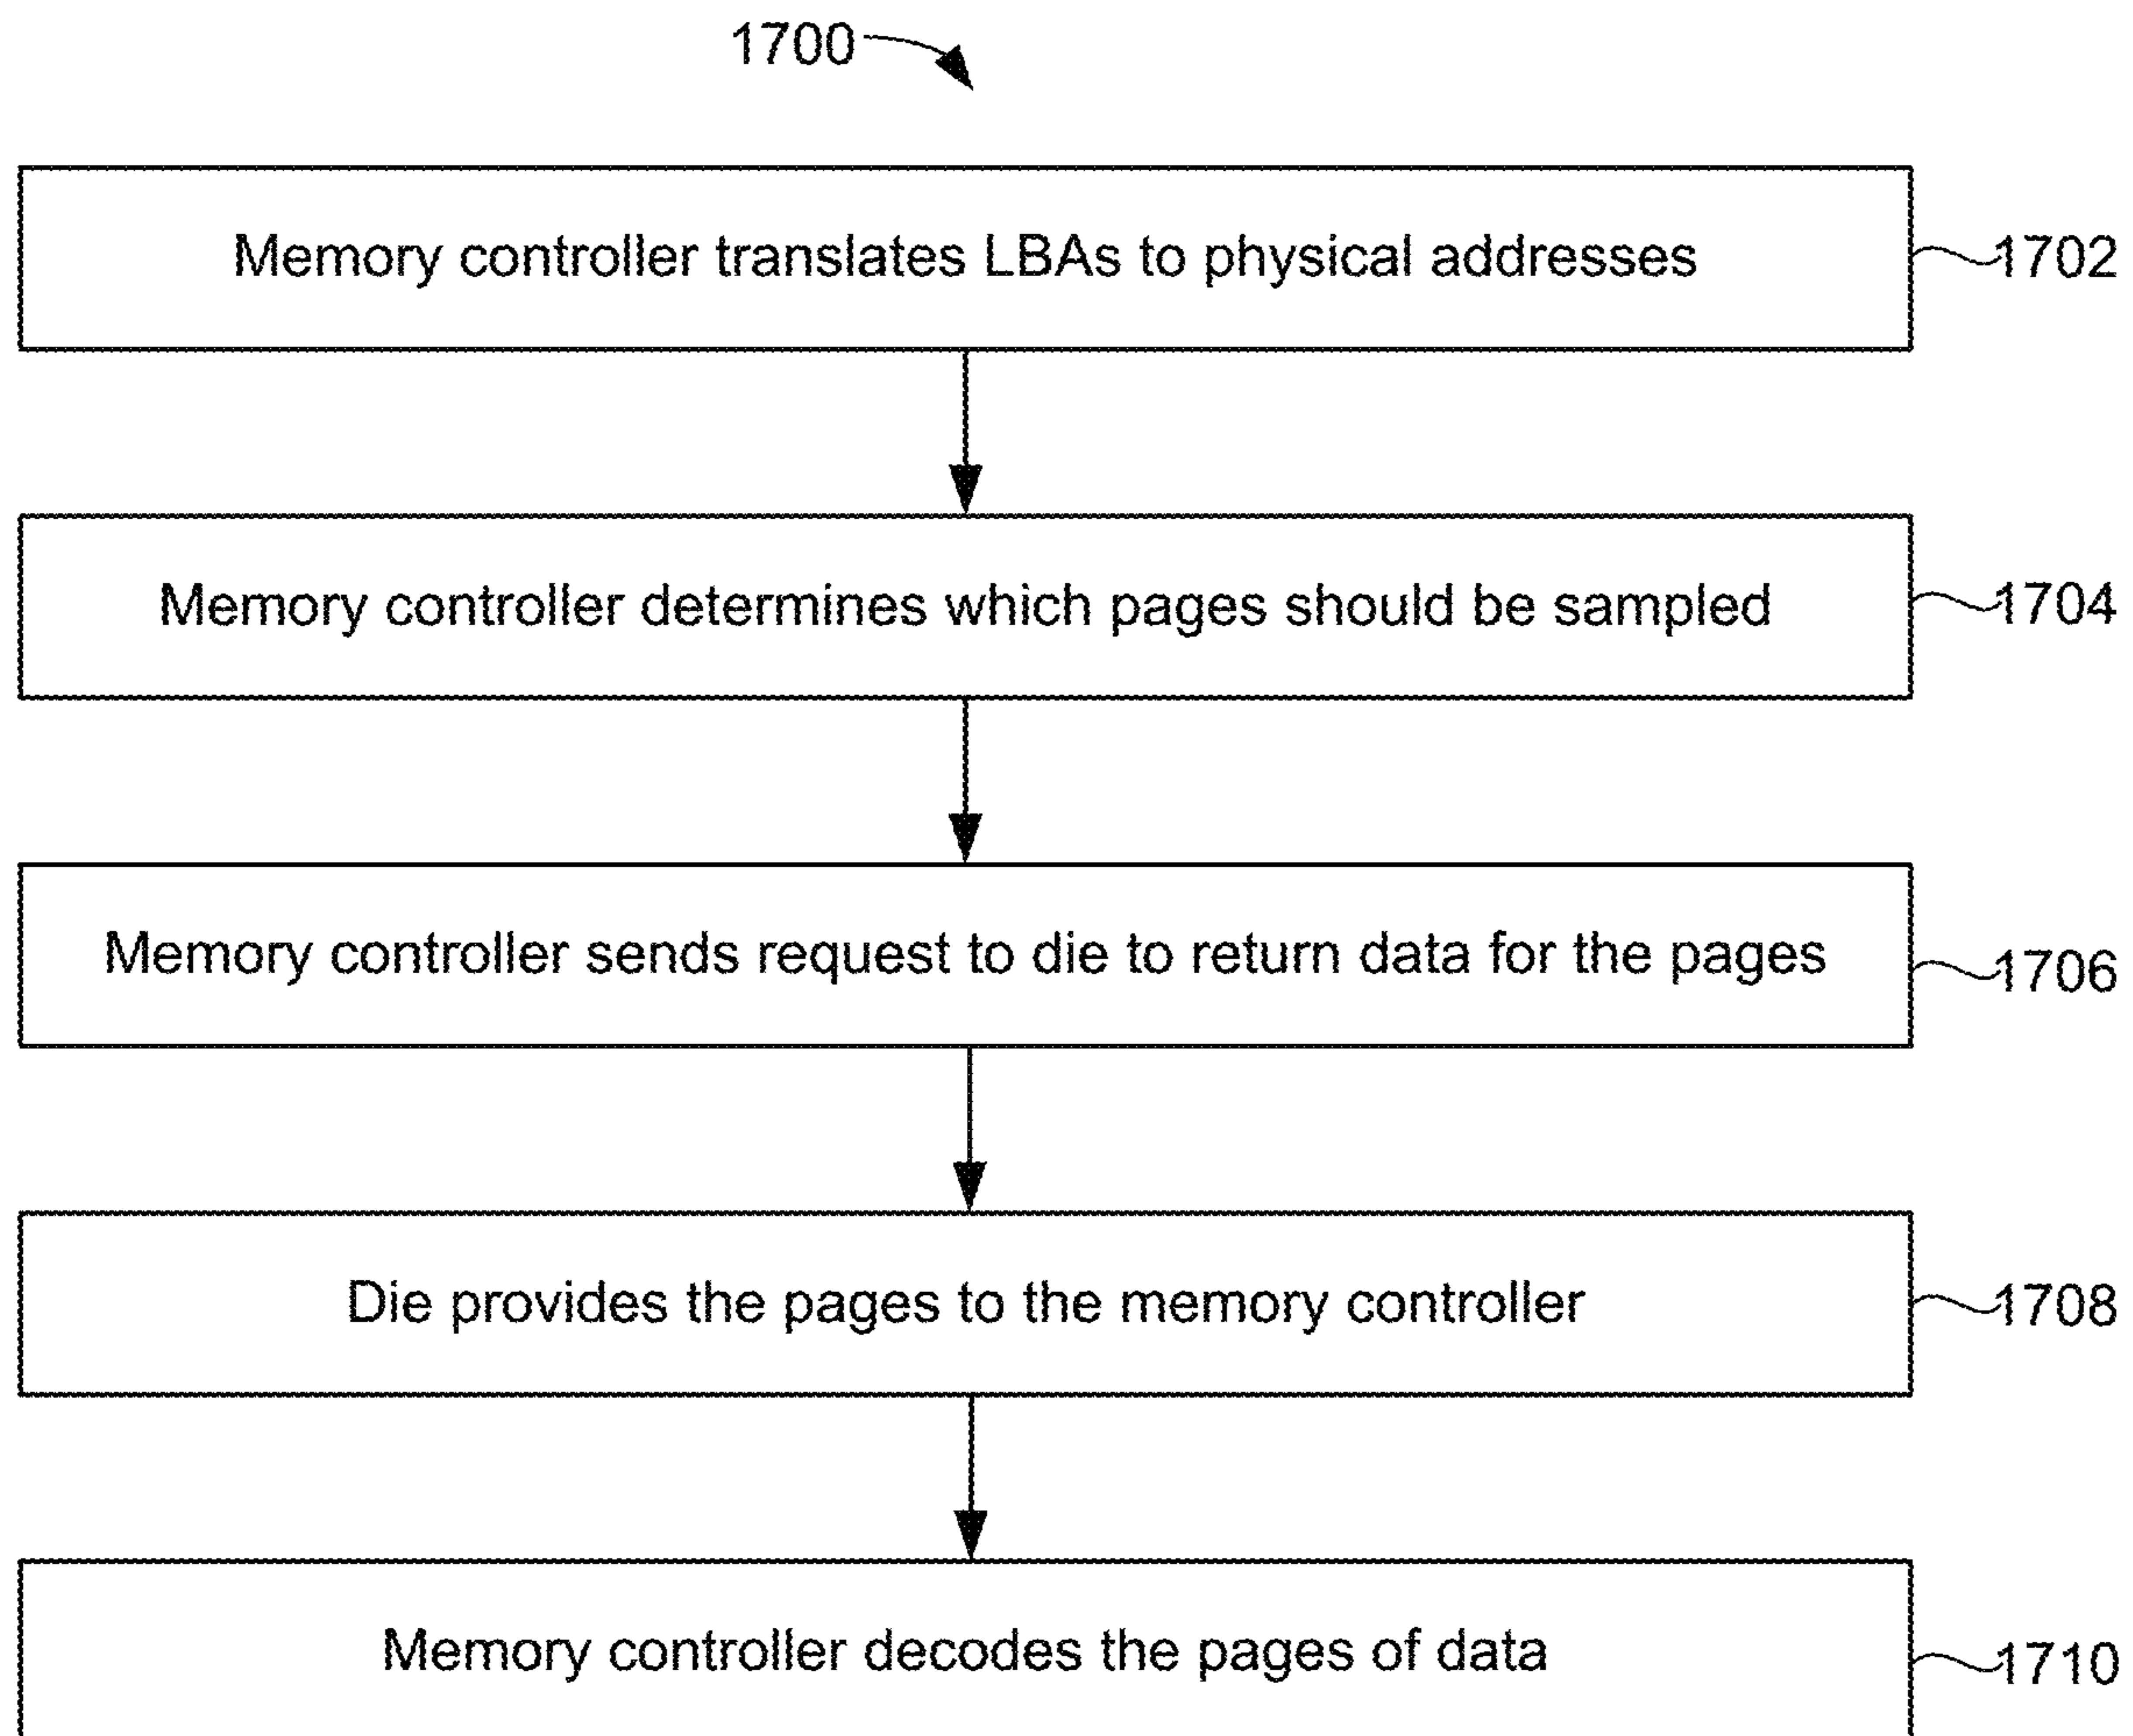 1700
Memory controller translates LBAs to physical addresses
1702
Memory controller determines which pages should be sampled
1704
Memory controller sends request to die to return data for the pages
1706
Die provides the pages to the memory controller
1708
Memory controller decodes the pages of data
1710